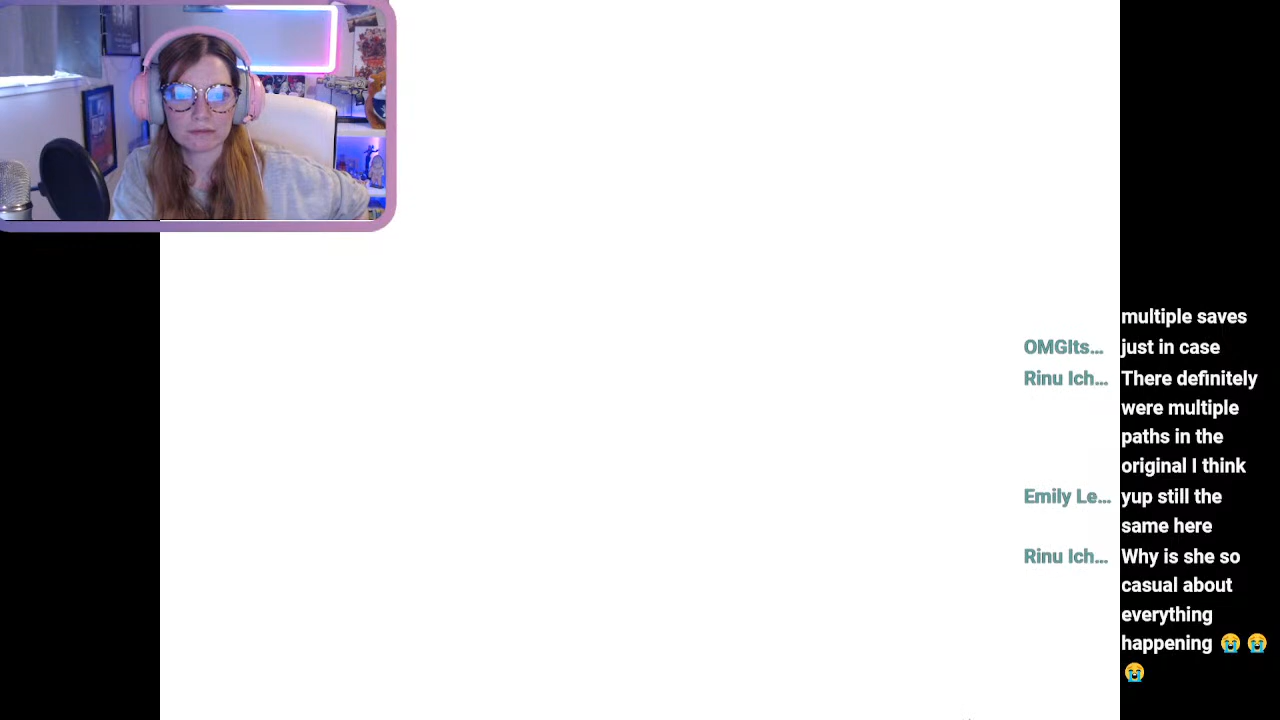 multiple saves
OMGIts... just in case
Rinu Ich... There definitely
were multiple
paths in the
original I think
Emily Le... yup still the
same here
Rinu Ich... Why is she so
casual about
everything
happening 😭 😭
😭